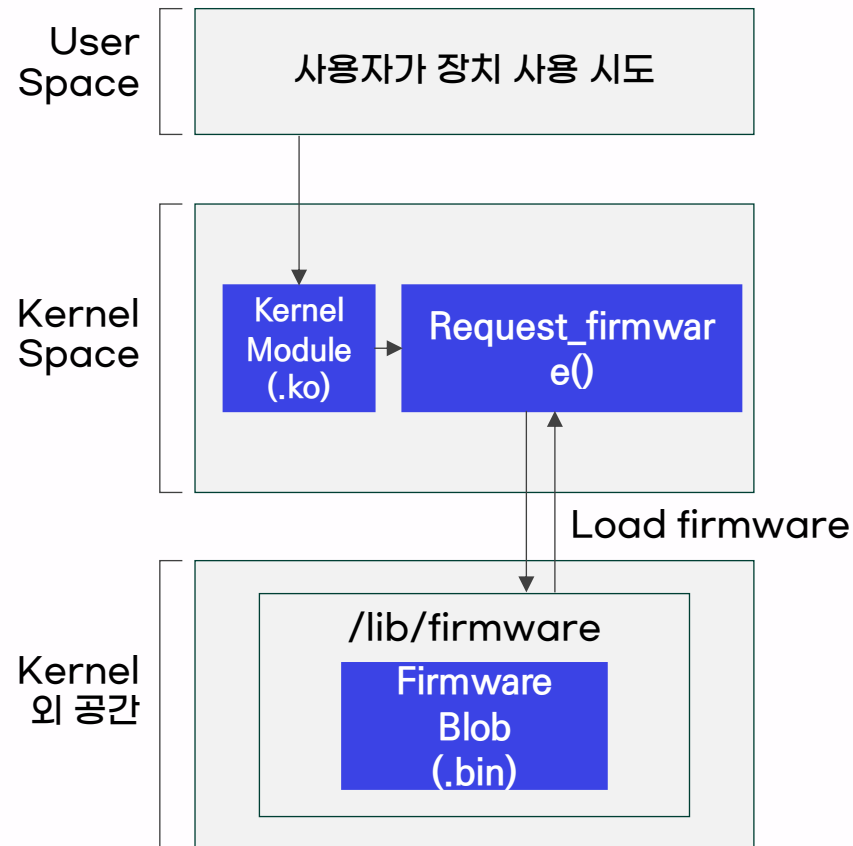 User
Space
사용자가 장치 사용 시도
Kernel
Space
Kernel
Module
(.ko)
Request_firmwar
e()
Load firmware
Kernel
외 공간
/lib/firmware
Firmware
Blob
(.bin)